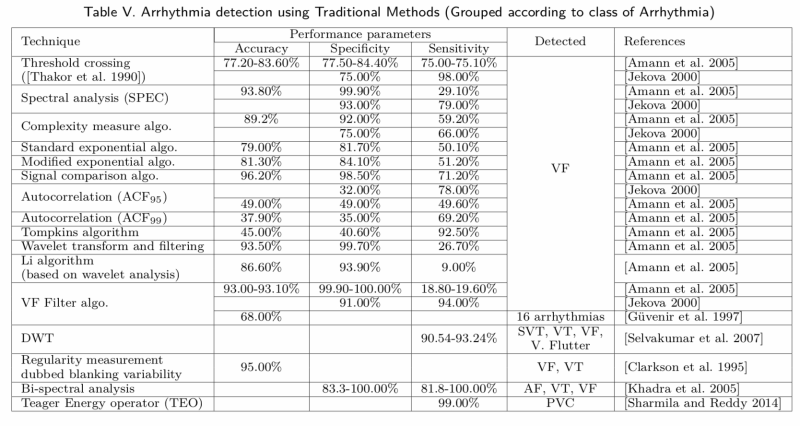 Table V. Arrhythmia detection using Traditional Methods (Grouped according to class of Arrhythmia)
Technique Performance parameters Detected References
Accuracy Specificity Sensitivity
Threshold crossing 77.20-83.60% 77.50-84.40% 75.00-75.10% VF [Amann et al. 2005]
([Thakor et al. 1990]) 75.00% 98.00% [Jekova 2000]
Spectral analysis (SPEC) 93.80% 99.90% 29.10% [Amann et al. 2005]
93.00% 79.00% [Jekova 2000]
Complexity measure algo. 89.2% 92.00% 59.20% [Amann et al. 2005]
75.00% 66.00% [Jekova 2000]
Standard exponential algo. 79.00% 81.70% 50.10% [Amann et al. 2005]
Modified exponential algo. 81.30% 84.10% 51.20% [Amann et al. 2005]
Signal comparison algo. 96.20% 98.50% 71.20% [Amann et al. 2005]
Autocorrelation (ACF95) 32.00% 78.00% [Jekova 2000]
49.00% 49.00% 49.60% [Amann et al. 2005]
Autocorrelation (ACF99) 37.90% 35.00% 69.20% [Amann et al. 2005]
Tompkins algorithm 45.00% 40.60% 92.50% [Amann et al. 2005]
Wavelet transform and filtering 93.50% 99.70% 26.70% [Amann et al. 2005]
Li algorithm
(based on wavelet analysis) 86.60% 93.90% 9.00% [Amann et al. 2005]
VF Filter algo. 93.00-93.10% 99.90-100.00% 18.80-19.60% [Amann et al. 2005]
91.00% 94.00% [Jekova 2000]
68.00% 16 arrhythmias [Güvenir et al. 1997]
DWT 90.54-93.24% SVT, VT, VF, [Selvakumar et al. 2007]
V. Flutter
Regularity measurement
dubbed blanking variability 95.00% VF, VT [Clarkson et al. 1995]
Bi-spectral analysis 83.3-100.00% 81.8-100.00% AF, VT, VF [Khadra et al. 2005]
Teager Energy operator (TEO) 99.00% PVC [Sharmila and Reddy 2014]